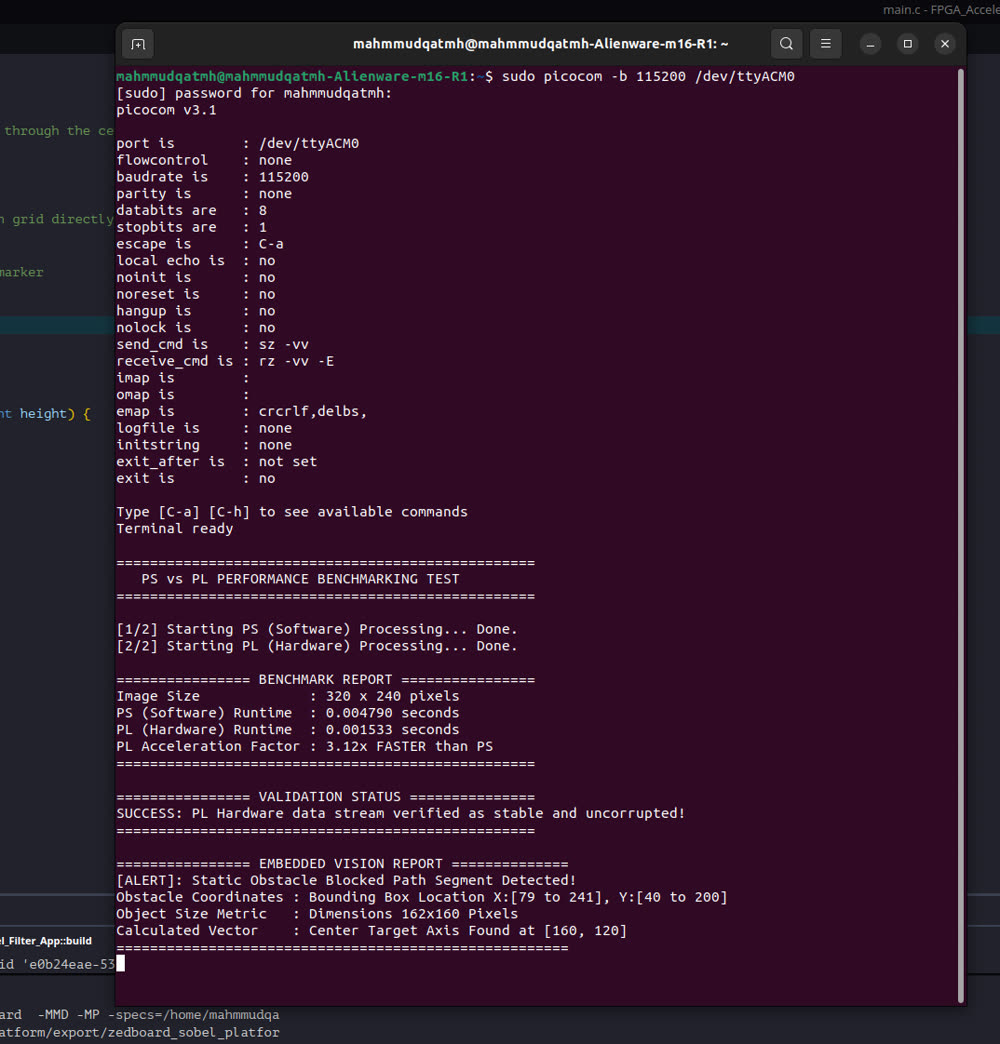 main.c - FPGA_Accele
mahmmudqatmh@mahmmudqatmh-Alienware-m16-R1: ~
mahmmudqatmh@mahmmudqatmh-Alienware-m16-R1:~$ sudo picocom -b 115200 /dev/ttyACM0
[sudo] password for mahmmudqatmh:
picocom v3.1
through the ce
port is        : /dev/ttyACM0
flowcontrol    : none
baudrate is    : 115200
parity is      : none
databits are   : 8
n grid directly
stopbits are   : 1
escape is      : C-a
local echo is  : no
marker
noinit is      : no
noreset is     : no
hangup is      : no
nolock is      : no
send_cmd is    : sz -vv
receive_cmd is : rz -vv -E
imap is        :
omap is        :
emap is        : crcrlf,delbs,
nt height) {
logfile is     : none
initstring     : none
exit_after is  : not set
exit is        : no
Type [C-a] [C-h] to see available commands
Terminal ready
==================================================
PS vs PL PERFORMANCE BENCHMARKING TEST
==================================================
[1/2] Starting PS (Software) Processing... Done.
[2/2] Starting PL (Hardware) Processing... Done.
================ BENCHMARK REPORT ================
Image Size             : 320 x 240 pixels
PS (Software) Runtime  : 0.004790 seconds
PL (Hardware) Runtime  : 0.001533 seconds
PL Acceleration Factor : 3.12x FASTER than PS
==================================================
================ VALIDATION STATUS ===============
SUCCESS: PL Hardware data stream verified as stable and uncorrupted!
==================================================
================ EMBEDDED VISION REPORT ==============
[ALERT]: Static Obstacle Blocked Path Segment Detected!
Obstacle Coordinates : Bounding Box Location X:[79 to 241], Y:[40 to 200]
Object Size Metric   : Dimensions 162x160 Pixels
Calculated Vector    : Center Target Axis Found at [160, 120]
======================================================
el_Filter_App::build
id 'e0b24eae-53
ard  -MMD -MP -specs=/home/mahmmudqa
atform/export/zedboard_sobel_platfor